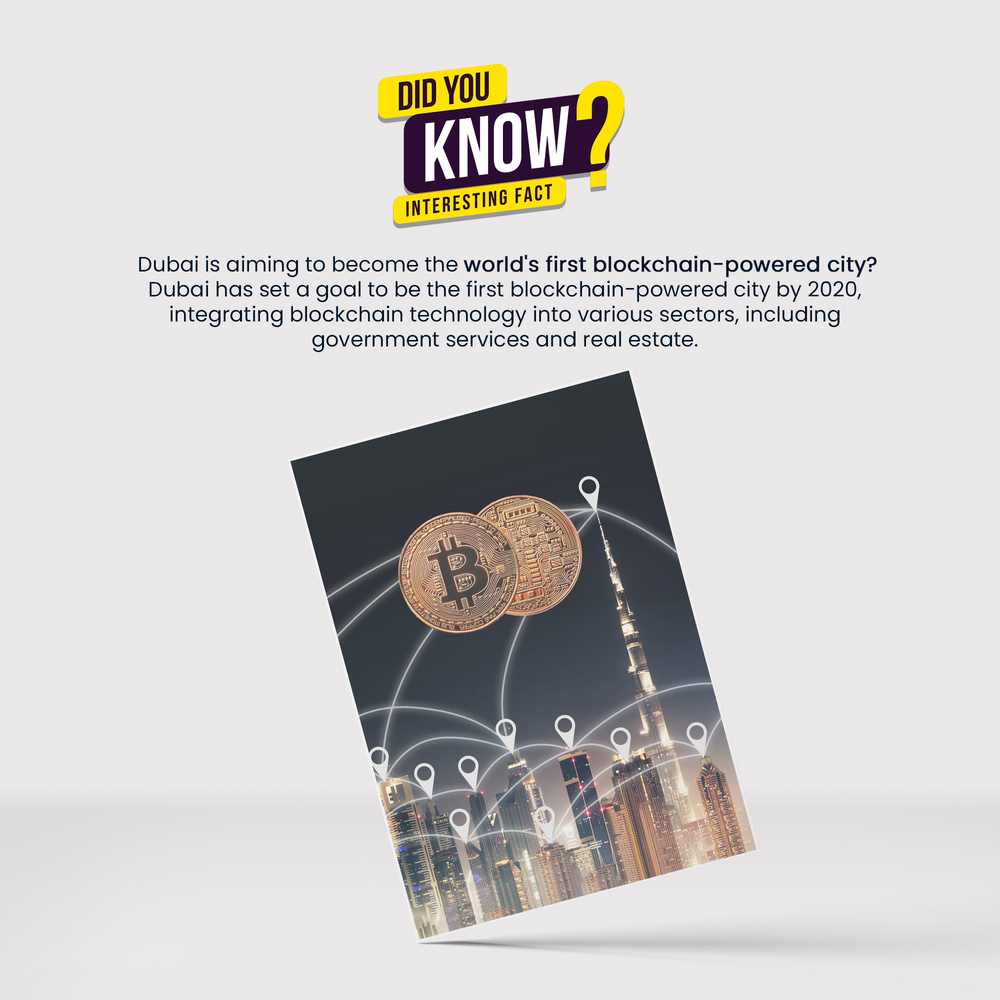 DID YOU
KNOW?
INTERESTING FACT
Dubai is aiming to become the world's first blockchain-powered city?
Dubai has set a goal to be the first blockchain-powered city by 2020,
integrating blockchain technology into various sectors, including
government services and real estate.